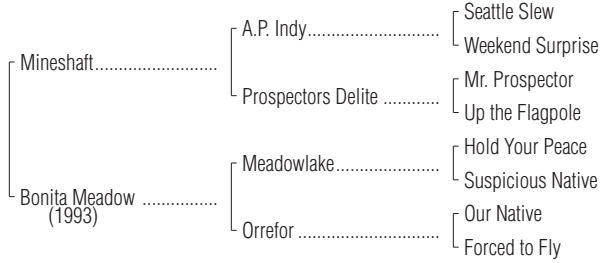 Seattle Slew
A.P. Indy............................
Weekend Surprise
Mineshaft..........................
Mr. Prospector
Prospectors Delite ............
Up the Flagpole
Hold Your Peace
Meadowlake......................
Suspicious Native
Bonita Meadow ................
(1993)
Our Native
Orrefor ..............................
Forced to Fly